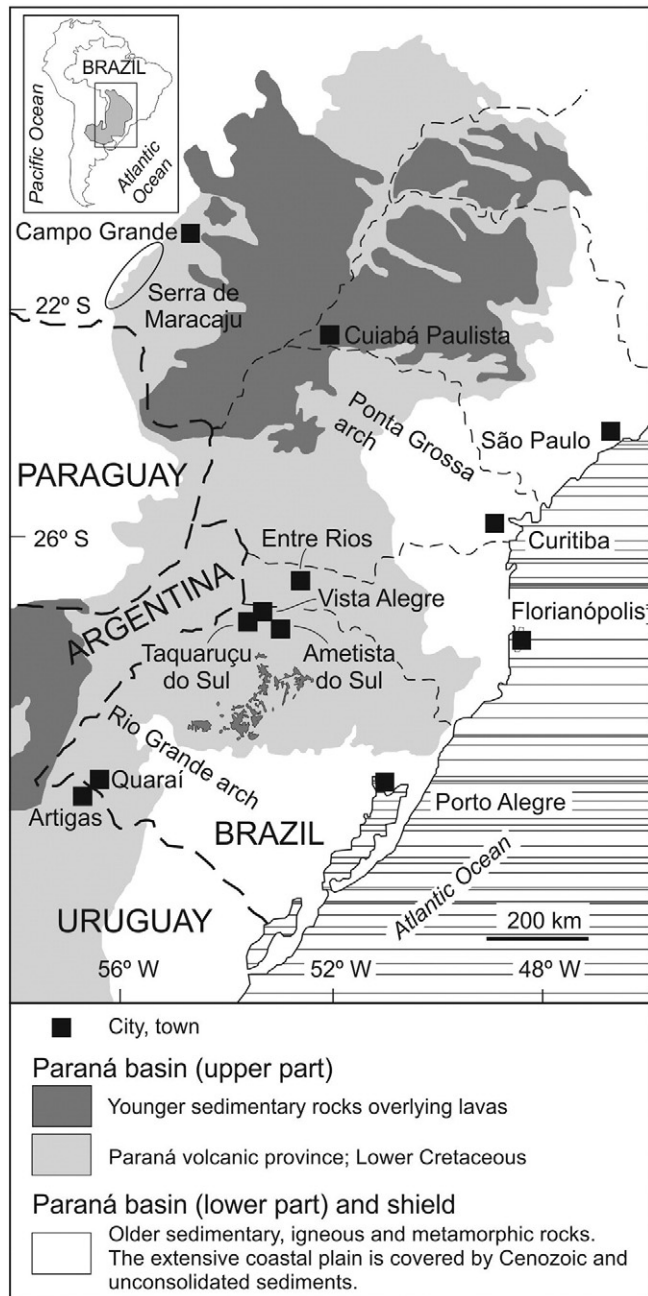 BRAZIL
Pacific Ocean
Atlantic
Ocean
Campo Grande
22º S
Serra de
Maracaju
Cuiabá Paulista
Ponta Grossa
arch
São Paulo
PARAGUAY
26º S
Entre Rios
Curitiba
ARGENTINA
Vista Alegre
Florianópolis
Taquaruçu
do Sul
Ametista
do Sul
Rio Grande arch
Quaraí
Artigas
Porto Alegre
BRAZIL
Atlantic Ocean
URUGUAY
200 km
56º W
52º W
48º W
City, town
Paraná basin (upper part)
Younger sedimentary rocks overlying lavas
Paraná volcanic province; Lower Cretaceous
Paraná basin (lower part) and shield
Older sedimentary, igneous and metamorphic rocks.
The extensive coastal plain is covered by Cenozoic and
unconsolidated sediments.